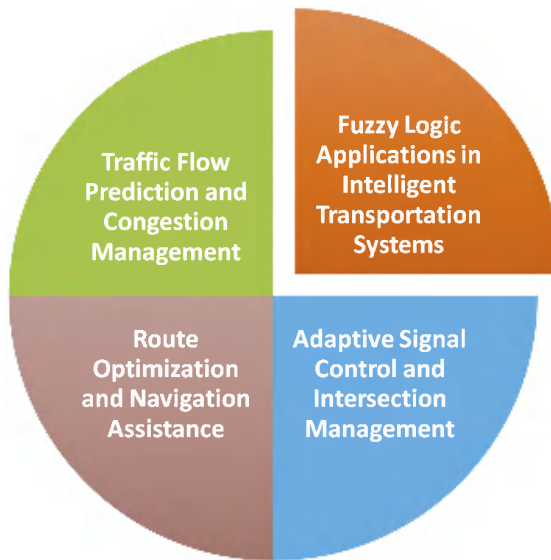 Traffic Flow
Prediction and
Congestion
Management
Fuzzy Logic
Applications in
Intelligent
Transportation
Systems
Route
Optimization
and Navigation
Assistance
Adaptive Signal
Control and
Intersection
Management